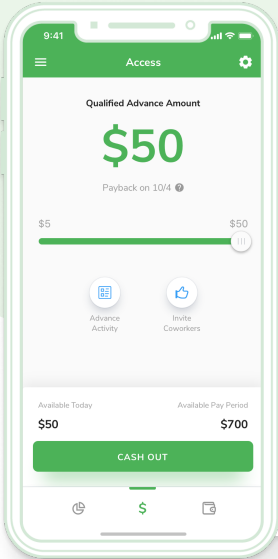 9:41
Access
Qualified Advance Amount
$50
Payback on 10/4 ?
$5 $50
Advance Activity
Invite Coworkers
Available Today Available Pay Period
$50 $700
CASH OUT
$